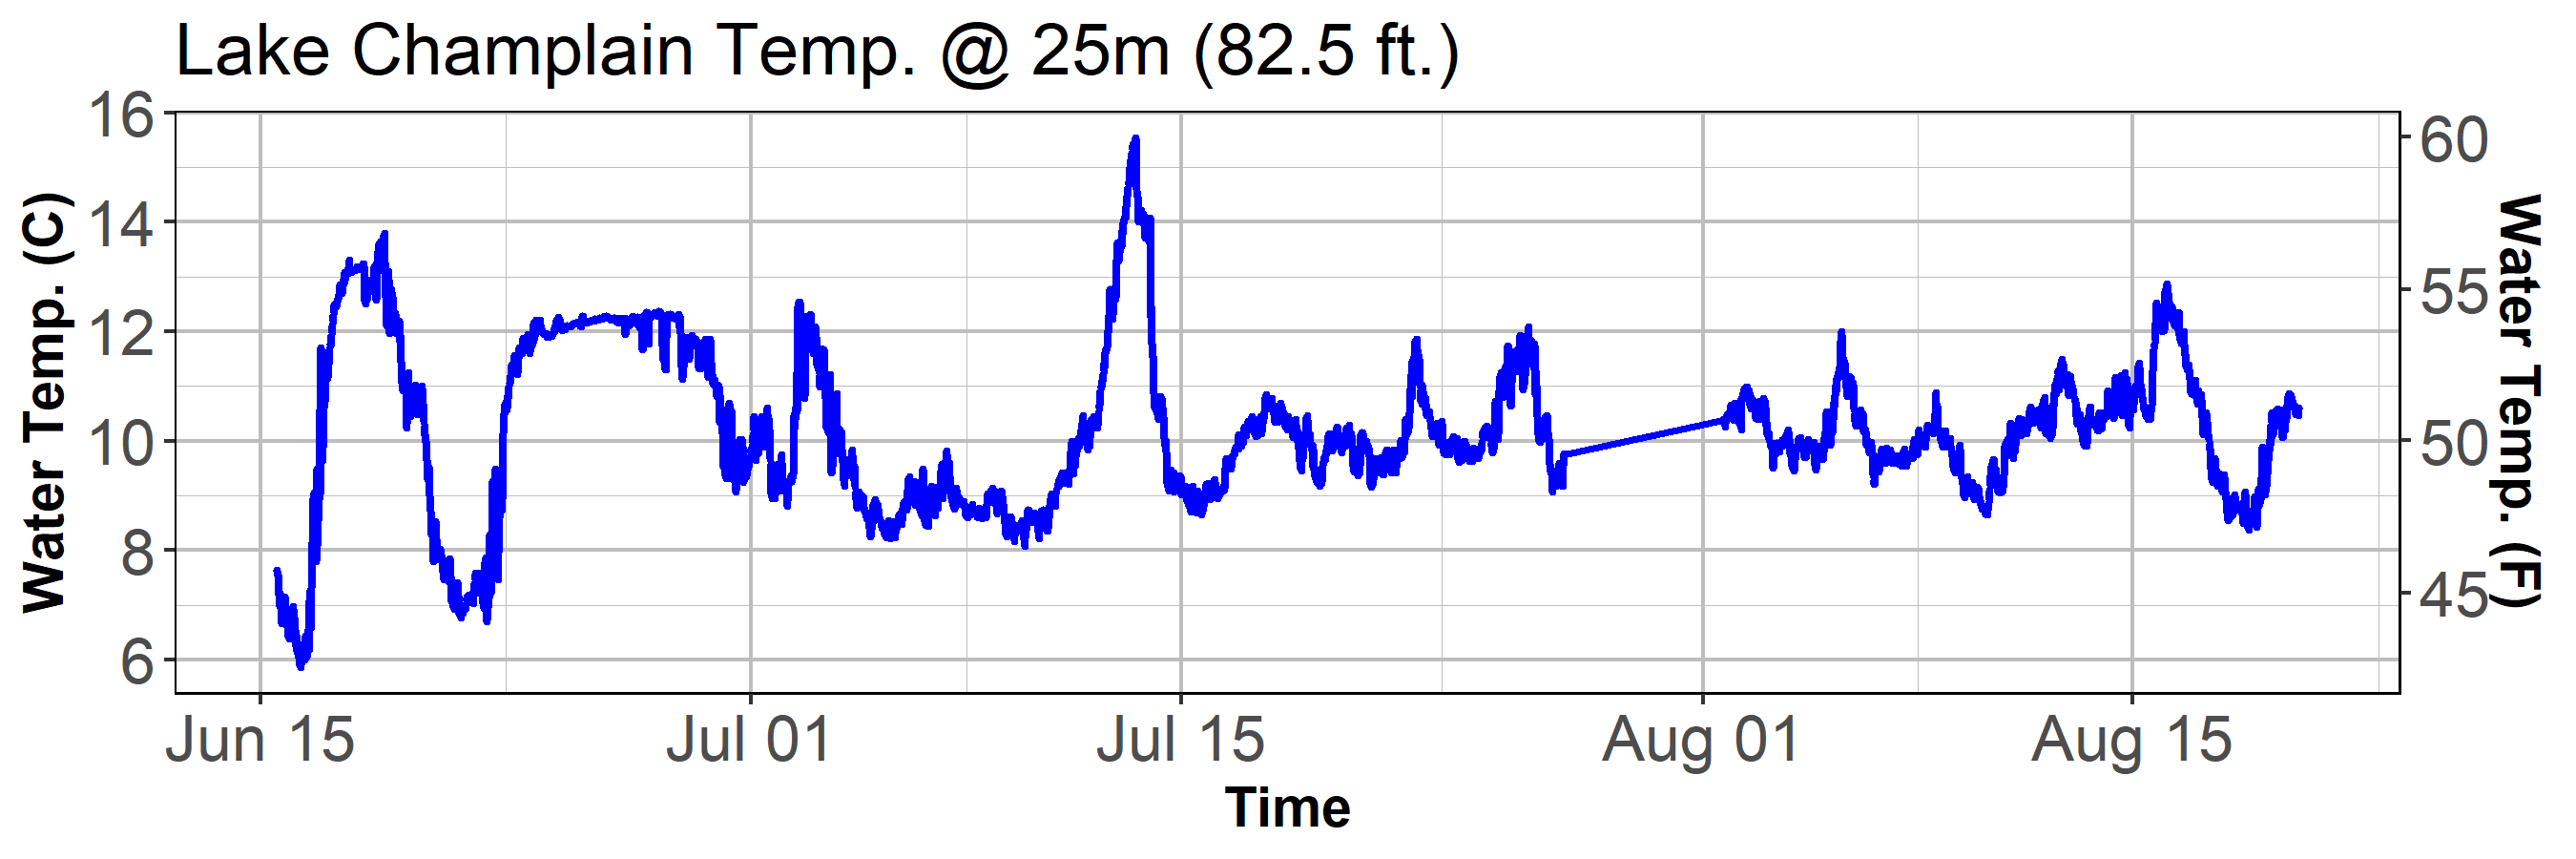 Lake Champlain Temp. @ 25m (82.5 ft.)
Water Temp. (C)
16
14
12
10
8
6
60
55
50
45
Water Temp. (F)
Jun 15 Jul 01 Jul 15 Aug 01 Aug 15
Time